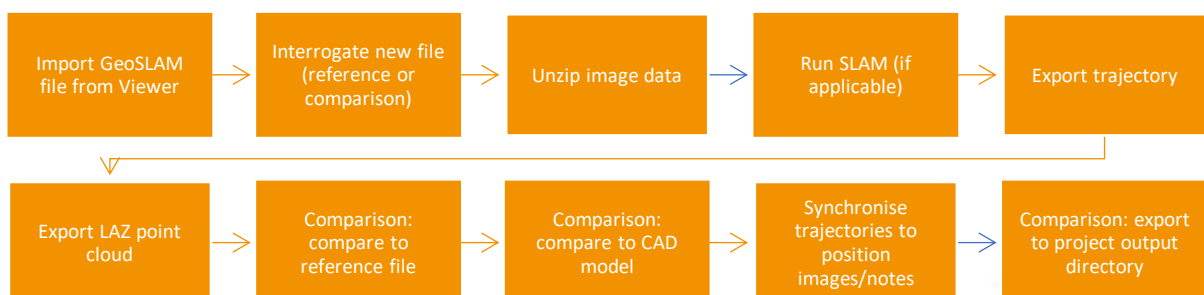 Import GeoSLAM
file from Viewer
Interrogate new file
(reference or
comparison)
Unzip image data
Run SLAM (if
applicable)
Export trajectory
Export LAZ point
cloud
Comparison:
compare to
reference file
Comparison:
compare to CAD
model
Synchronise
trajectories to
position
images/notes
Comparison: export
to project output
directory